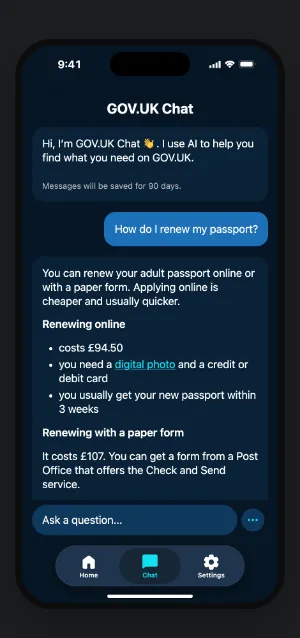 9:41
GOV.UK Chat
Hi, I'm GOV.UK Chat 👋. I use AI to help you
find what you need on GOV.UK.
Messages will be saved for 90 days.
How do I renew my passport?
You can renew your adult passport online or
with a paper form. Applying online is
cheaper and usually quicker.
Renewing online
• costs £94.50
• you need a digital photo and a credit or
debit card
• you usually get your new passport within
3 weeks
Renewing with a paper form
It costs £107. You can get a form from a Post
Office that offers the Check and Send
service.
Ask a question...
Home
Chat
Settings